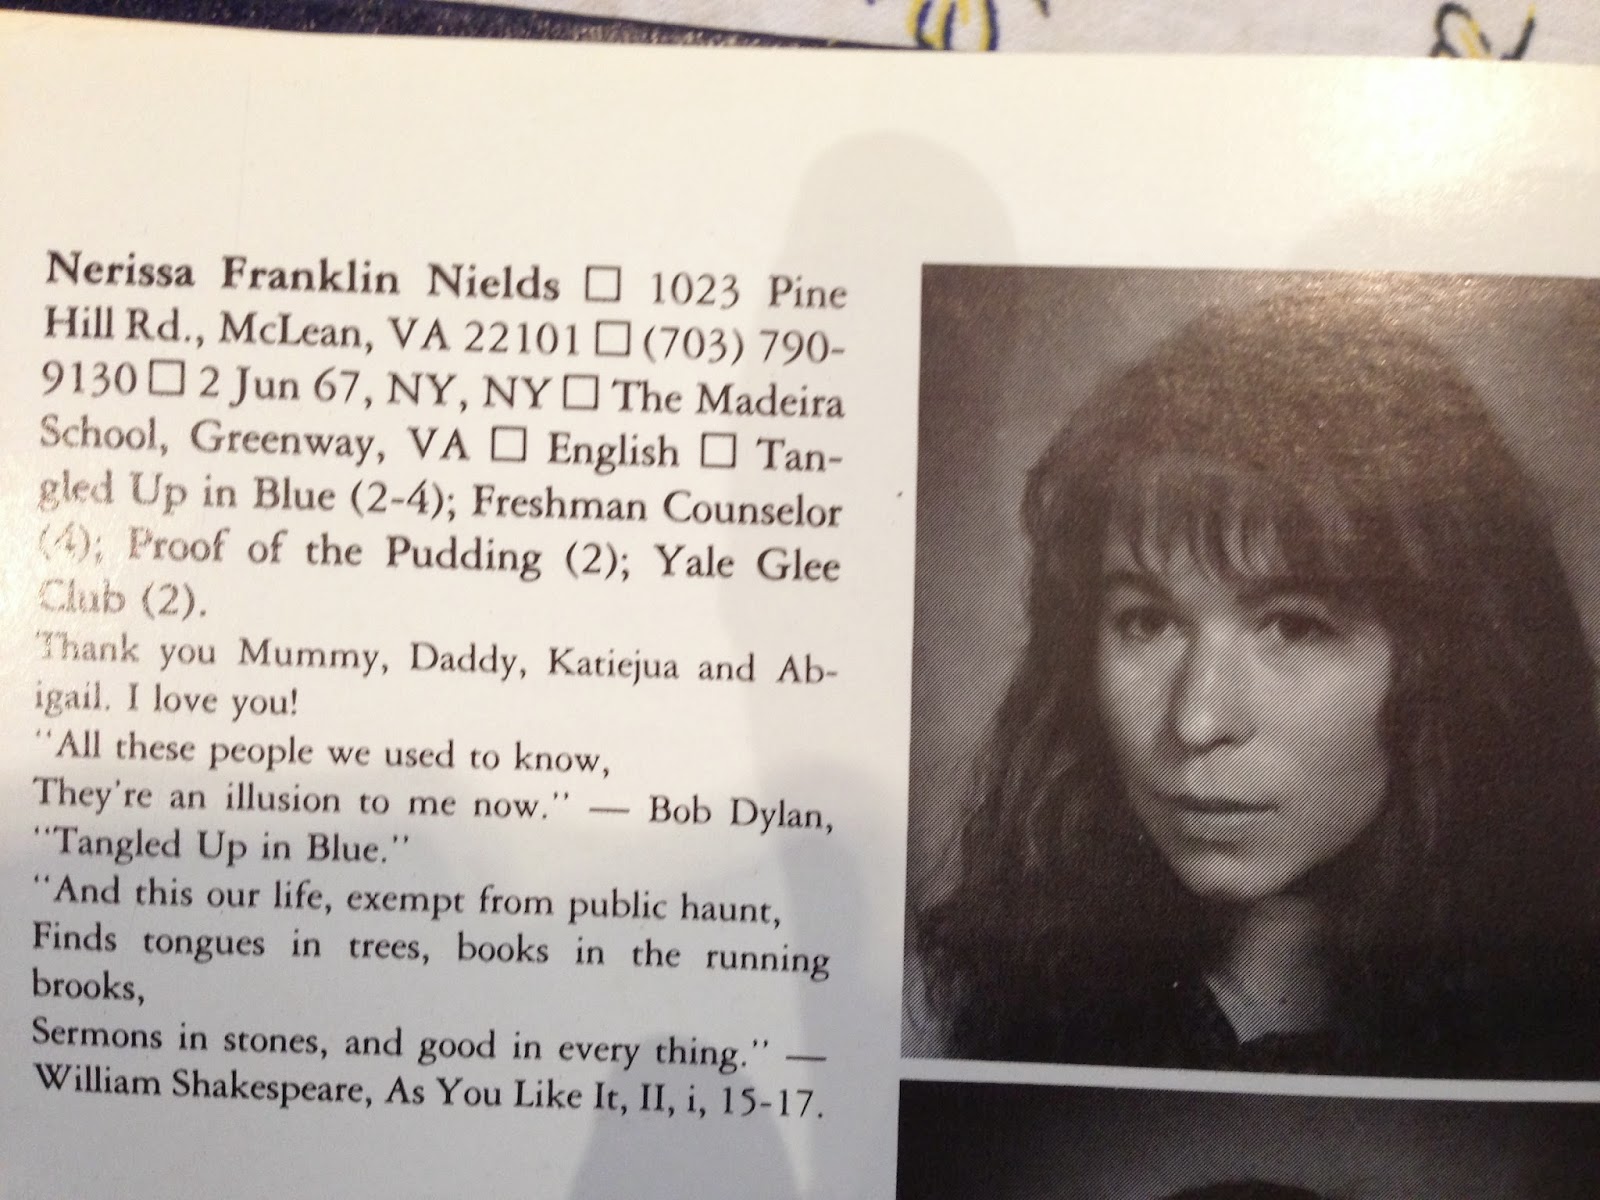 Nerissa Franklin Nields □ 1023 Pine
Hill Rd., McLean, VA 22101 □ (703) 790-
9130 □ 2 Jun 67, NY, NY □ The Madeira
School, Greenway, VA □ English □ Tan-
gled Up in Blue (2-4); Freshman Counselor
(4); Proof of the Pudding (2); Yale Glee
Club (2).
Thank you Mummy, Daddy, Katiejua and Ab-
igail. I love you!
"All these people we used to know,
They're an illusion to me now." — Bob Dylan,
"Tangled Up in Blue."
"And this our life, exempt from public haunt,
Finds tongues in trees, books in the running
brooks,
Sermons in stones, and good in every thing." —
William Shakespeare, As You Like It, II, i, 15-17.